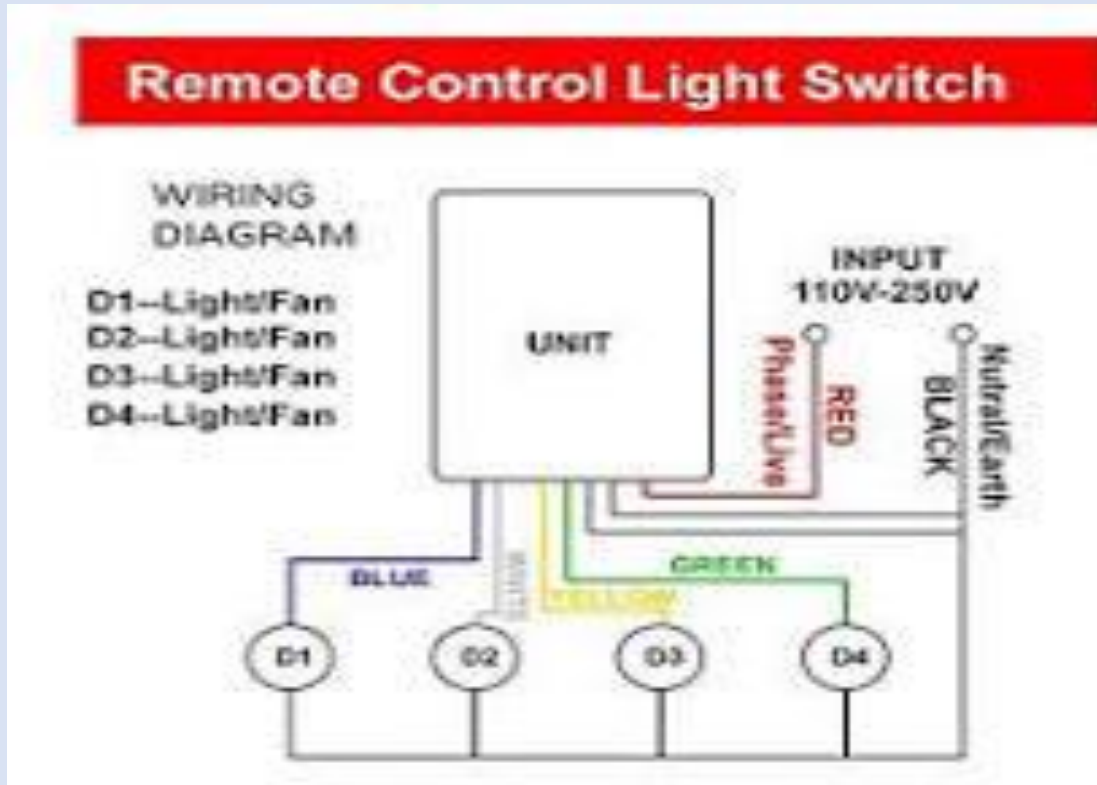 Remote Control Light Switch
WIRING
DIAGRAM
D1--Light/Fan
D2--Light/Fan
D3--Light/Fan
D4--Light/Fan
UNIT
INPUT
110V-250V
Phase/Live
RED
BLACK
Nutral/Earth
BLUE
WHITE
YELLOW
GREEN
D1
D2
D3
D4